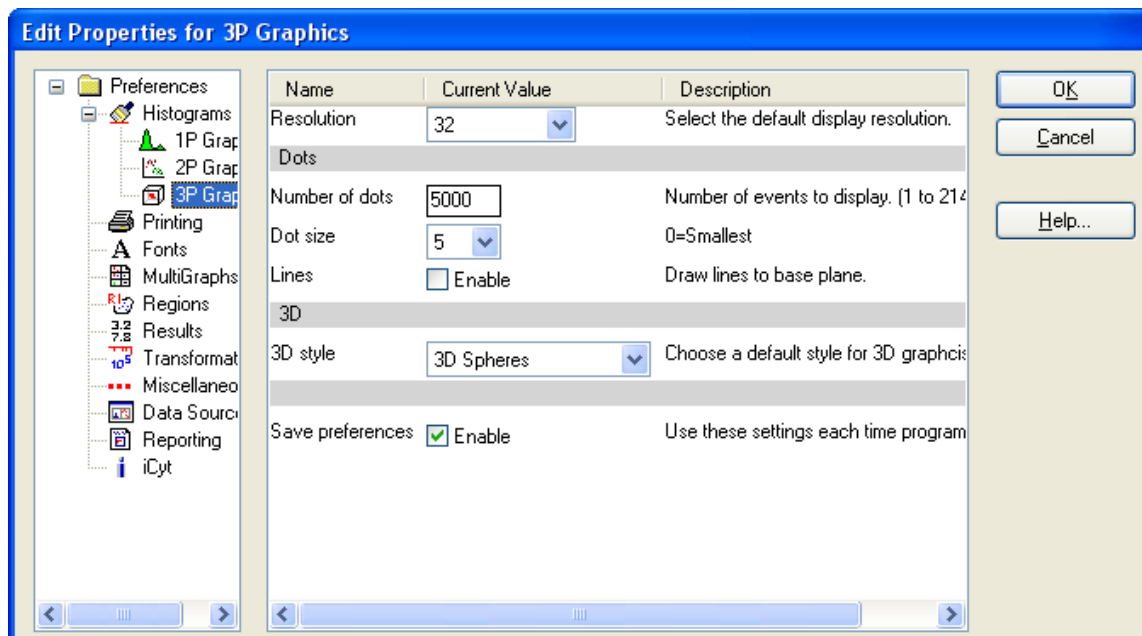 Edit Properties for 3P Graphics
Preferences
Histograms
1P Grap
2P Grap
3P Grap
Printing
Fonts
MultiGraphs
Regions
Results
Transformat
Miscellaneo
Data Source
Reporting
iCyt
Name Current Value Description
Resolution 32 Select the default display resolution.
Dots
Number of dots 5000 Number of events to display. (1 to 214
Dot size 5 0=Smallest
Lines Enable Draw lines to base plane.
3D
3D style 3D Spheres Choose a default style for 3D graphcis
Save preferences Enable Use these settings each time program
OK
Cancel
Help...